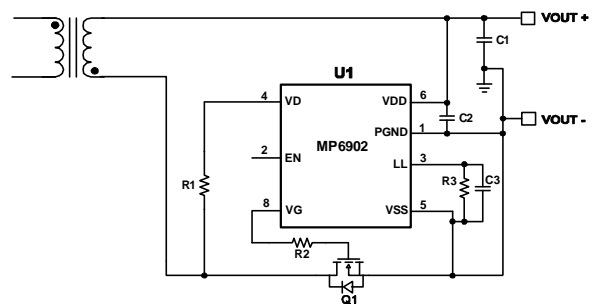 VOUT +
C1
U1
4
VD
VDD
6
C2
VOUT -
PGND
1
2
EN
MP6902
LL
3
R1
R3
C3
8
VG
VSS
5
R2
Q1